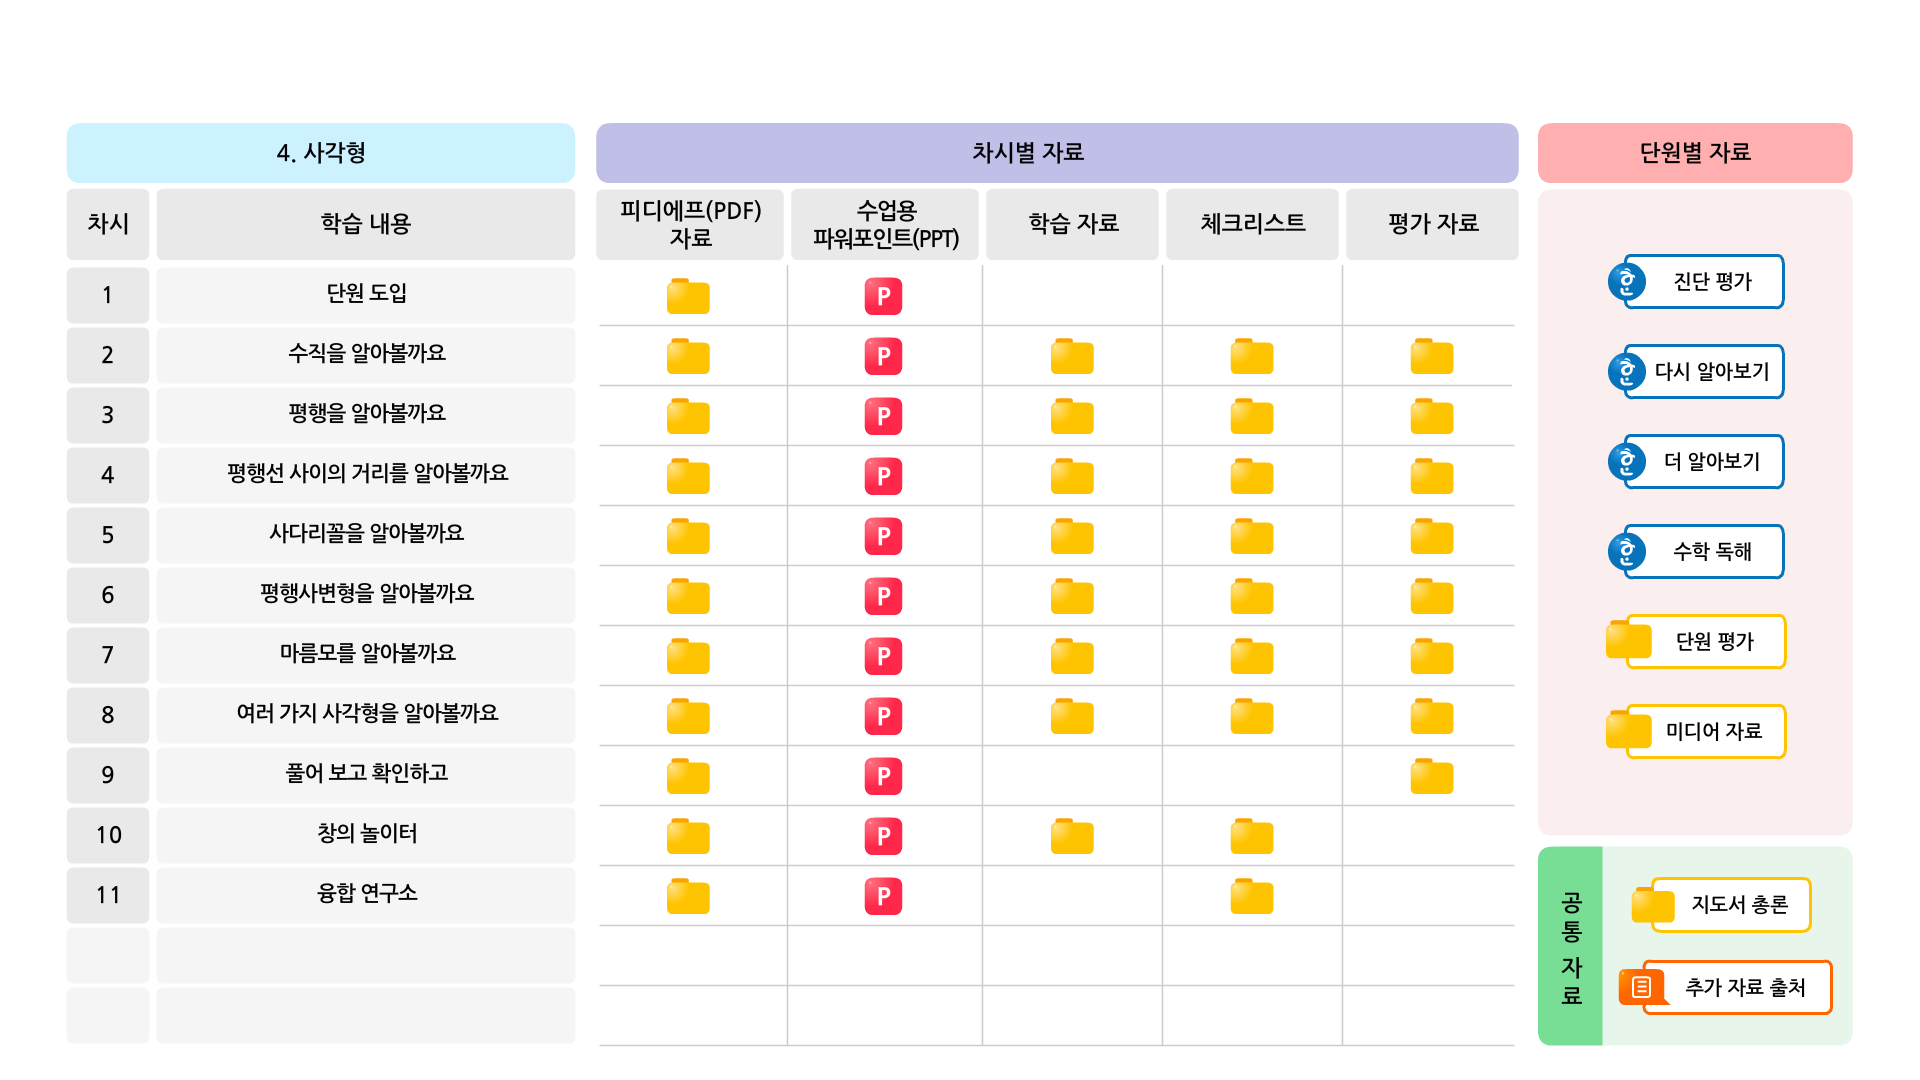 4. 사각형
차시별 자료
단원별 자료
차시
학습 내용
피디에프(PDF)
자료
수업용
파워포인트(PPT)
학습 자료
체크리스트
평가 자료
1
단원 도입
P
2
수직을 알아볼까요
P
3
평행을 알아볼까요
P
4
평행선 사이의 거리를 알아볼까요
P
5
사다리꼴을 알아볼까요
P
6
평행사변형을 알아볼까요
P
7
마름모를 알아볼까요
P
8
여러 가지 사각형을 알아볼까요
P
9
풀어 보고 확인하고
P
10
창의 놀이터
P
11
융합 연구소
P
한 진단 평가
한 다시 알아보기
한 더 알아보기
한 수학 독해
단원 평가
미디어 자료
공통 자료
지도서 총론
추가 자료 출처